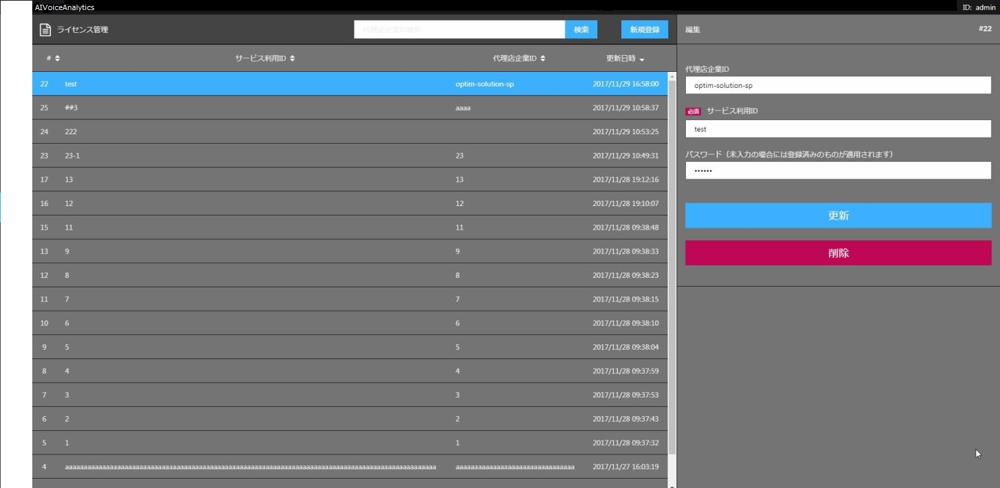 AIVoiceAnalytics
ID: admin
ライセンス管理
代理店企業ID検索
検索
新規登録
編集
#22
# サービス利用ID 代理店企業ID 更新日時
22 test optim-solution-sp 2017/11/29 16:58:00
25 ##3 aaaa 2017/11/29 10:58:37
24 222 2017/11/29 10:53:25
23 23-1 23 2017/11/29 10:49:31
17 13 13 2017/11/28 19:12:16
16 12 12 2017/11/28 19:10:07
15 11 11 2017/11/28 09:38:48
13 9 9 2017/11/28 09:38:33
12 8 8 2017/11/28 09:38:23
11 7 7 2017/11/28 09:38:15
10 6 6 2017/11/28 09:38:10
9 5 5 2017/11/28 09:38:04
8 4 4 2017/11/28 09:37:59
7 3 3 2017/11/28 09:37:53
6 2 2 2017/11/28 09:37:43
5 1 1 2017/11/28 09:37:32
4 2017/11/27 16:03:19
代理店企業ID
optim-solution-sp
必須 サービス利用ID
test
パスワード（未入力の場合には登録済みのものが適用されます）
••••••
更新
削除